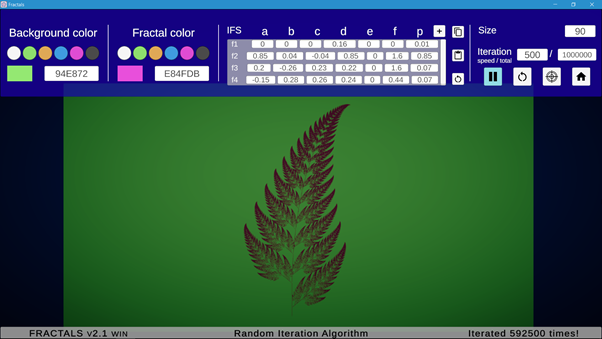 Fractals
Background color
94E872
Fractal color
E84FDB
IFS a b c d e f p +
f1 0 0 0 0.16 0 0 0.01
f2 0.85 0.04 -0.04 0.85 0 1.6 0.85
f3 0.2 -0.26 0.23 0.22 0 1.6 0.07
f4 -0.15 0.28 0.26 0.24 0 0.44 0.07
Size 90
Iteration 500 / 1000000
speed / total
FRACTALS v2.1 WIN
Random Iteration Algorithm
Iterated 592500 times!